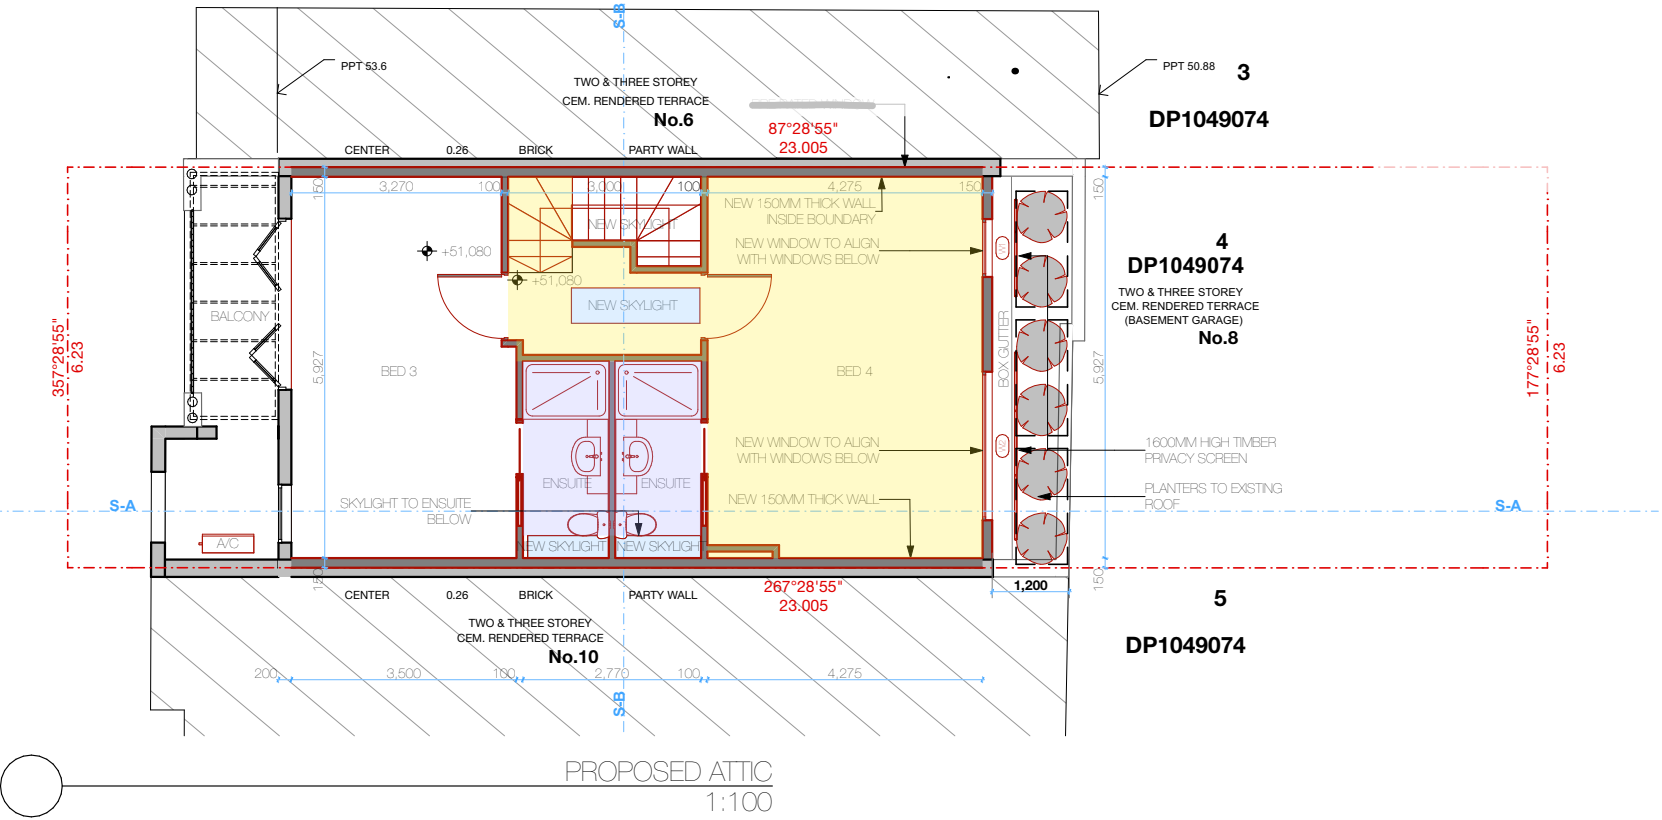 S-B
PPT 53.6
PPT 50.88
3
DP1049074
TWO & THREE STOREY
CEM. RENDERED TERRACE
No.6
87°28'55"
23.005
CENTER 0.26 BRICK PARTY WALL
150
3,270
100
3,000
100
4,275
150
150
NEW 150MM THICK WALL
INSIDE BOUNDARY
NEW SKYLIGHT
NEW WINDOW TO ALIGN
WITH WINDOWS BELOW
W1
+51,080
+51,080
NEW SKYLIGHT
BALCONY
BOX GUTTER
4
DP1049074
TWO & THREE STOREY
CEM. RENDERED TERRACE
(BASEMENT GARAGE)
No.8
357°28'55"
6.23
5,927
BED 3
BED 4
5,927
177°28'55"
6.23
NEW WINDOW TO ALIGN
WITH WINDOWS BELOW
W2
1600MM HIGH TIMBER
PRIVACY SCREEN
ENSUITE
ENSUITE
PLANTERS TO EXISTING
ROOF
SKYLIGHT TO ENSUITE
BELOW
NEW 150MM THICK WALL
S-A
S-A
A/C
NEW SKYLIGHT
NEW SKYLIGHT
150
150
1,200
267°28'55"
23.005
CENTER 0.26 BRICK PARTY WALL
5
DP1049074
TWO & THREE STOREY
CEM. RENDERED TERRACE
No.10
200
3,500
100
2,770
100
4,275
S-B
PROPOSED ATTIC
1:100